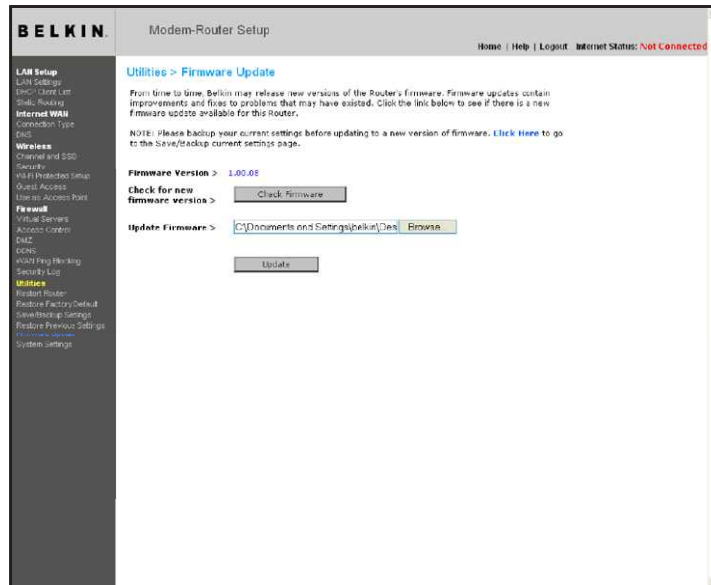 BELKIN.
Modem-Router Setup
Home | Help | Logout Internet Status: Not Connected
LAN Setup
LAN Settings
DHCP Client List
Static Routing
Internet WAN
Connection Type
DNS
Wireless
Channel and SSID
Security
Wi-Fi Protected Setup
Guest Access
Use as Access Point
Firewall
Virtual Servers
Access Control
DMZ
DDNS
WAN Ping Blocking
Security Log
Utilities
Restart Router
Restore Factory Default
Save/Backup Settings
Restore Previous Settings
Firmware Update
System Settings
Utilities > Firmware Update
From time to time, Belkin may release new versions of the Router's firmware. Firmware updates contain
improvements and fixes to problems that may have existed. Click the link below to see if there is a new
firmware update available for this Router.
NOTE: Please backup your current settings before updating to a new version of firmware. Click Here to go
to the Save/Backup current settings page.
Firmware Version > 1.00.08
Check for new
firmware version >
Check Firmware
Update Firmware > C:\Documents and Settings\belkin\Des Browse...
Update